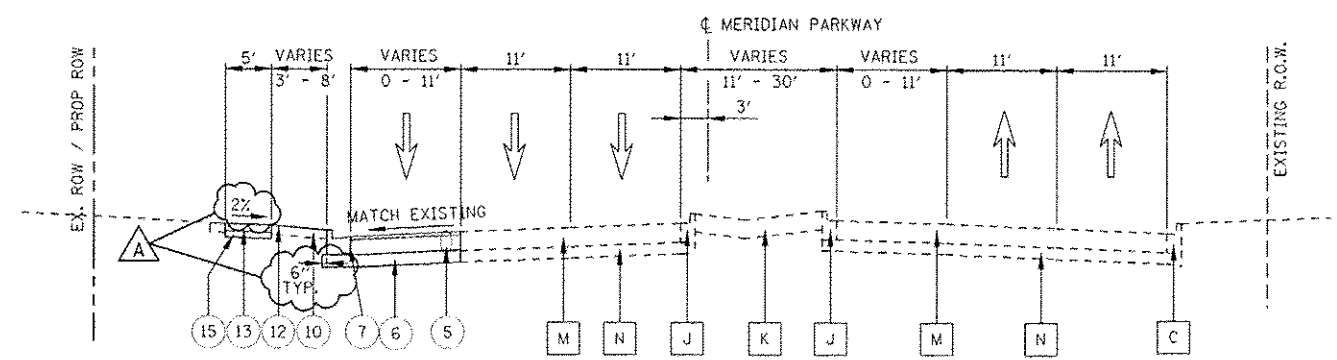 ℄ MERIDIAN PARKWAY
5' VARIES VARIES 11' 11' VARIES VARIES 11' 11'
3' - 8' 0 - 11' 11' - 30' 0 - 11'
3'
EX. ROW / PROP ROW
EXISTING R.O.W.
2%
MATCH EXISTING
A
6"
TYP.
15 13 12 10 7 6 5 M N J K J M N C